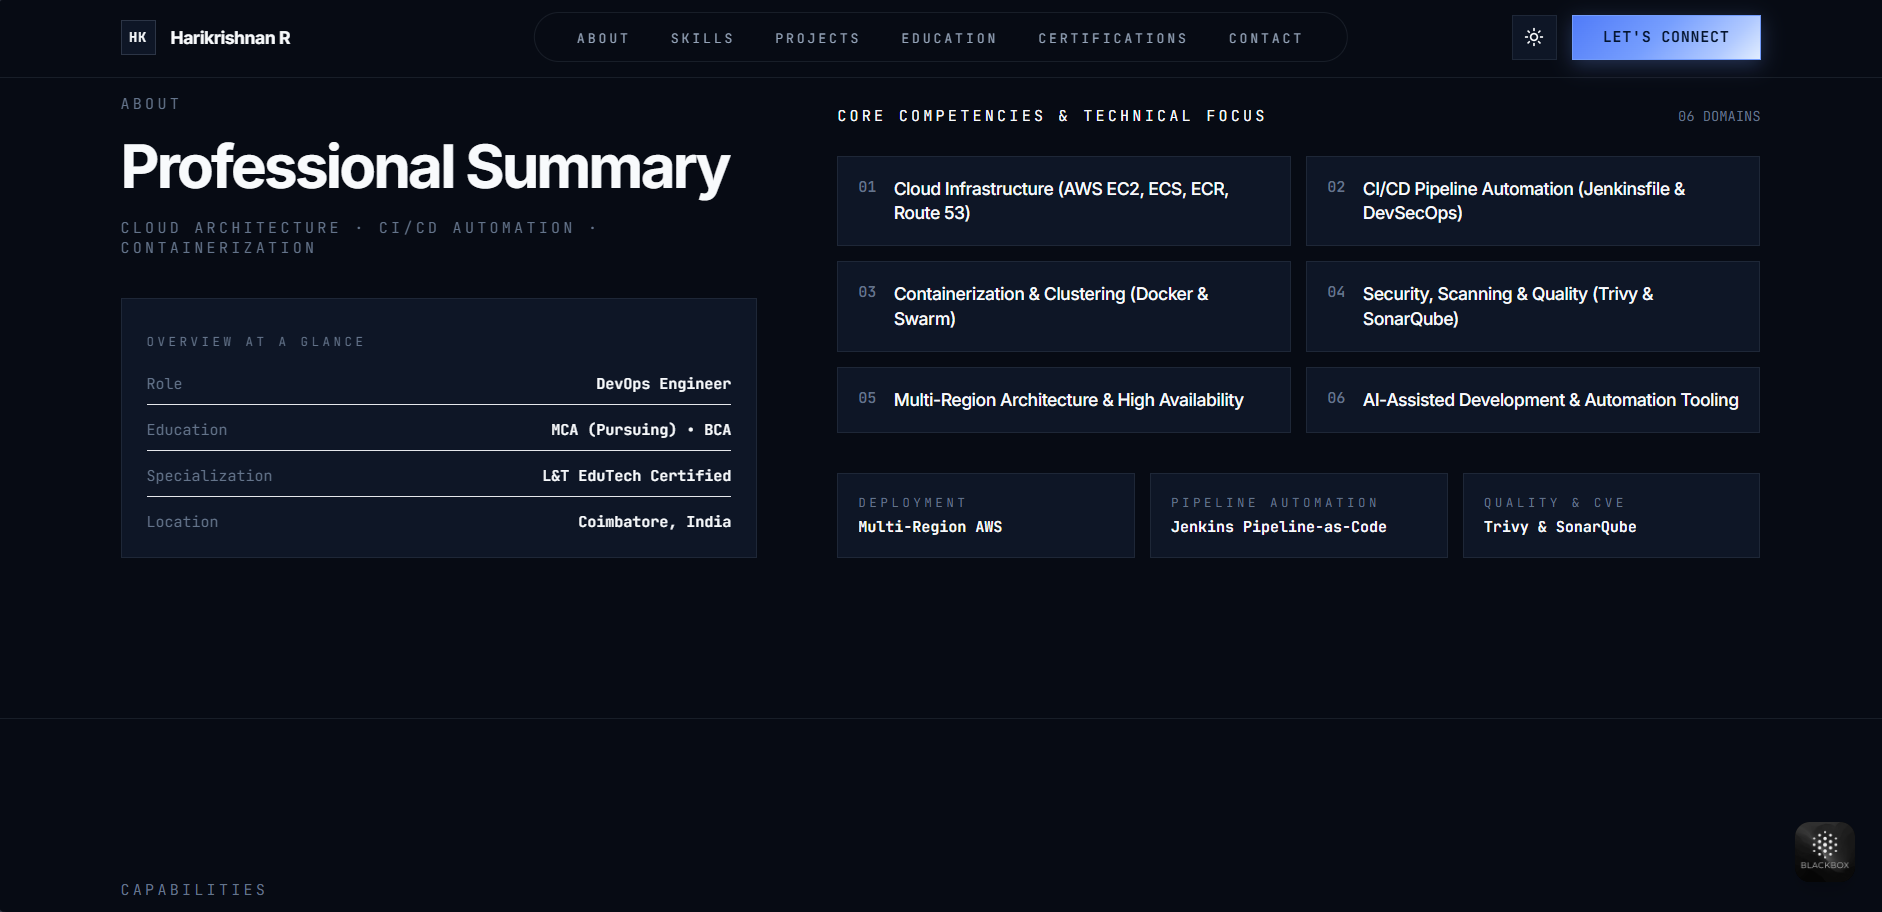 HK
Harikrishnan R
ABOUT
SKILLS
PROJECTS
EDUCATION
CERTIFICATIONS
CONTACT
LET'S CONNECT
ABOUT
Professional Summary
CLOUD ARCHITECTURE · CI/CD AUTOMATION ·
CONTAINERIZATION
OVERVIEW AT A GLANCE
Role DevOps Engineer
Education MCA (Pursuing) • BCA
Specialization L&T EduTech Certified
Location Coimbatore, India
CORE COMPETENCIES & TECHNICAL FOCUS
06 DOMAINS
01 Cloud Infrastructure (AWS EC2, ECS, ECR,
Route 53)
02 CI/CD Pipeline Automation (Jenkinsfile &
DevSecOps)
03 Containerization & Clustering (Docker &
Swarm)
04 Security, Scanning & Quality (Trivy &
SonarQube)
05 Multi-Region Architecture & High Availability
06 AI-Assisted Development & Automation Tooling
DEPLOYMENT
Multi-Region AWS
PIPELINE AUTOMATION
Jenkins Pipeline-as-Code
QUALITY & CVE
Trivy & SonarQube
CAPABILITIES
BLACKBOX